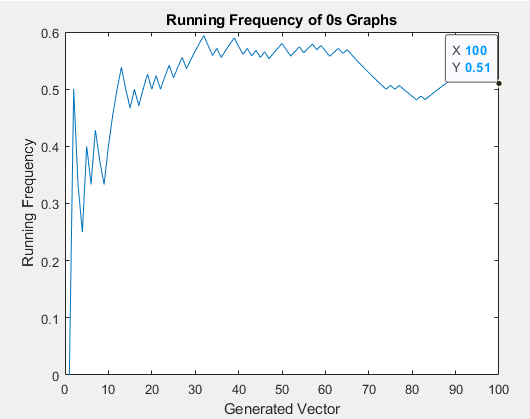 Running Frequency of 0s Graphs
X 100
Y 0.51
0.6
0.5
0.4
0.3
0.2
0.1
0
Running Frequency
0 10 20 30 40 50 60 70 80 90 100
Generated Vector